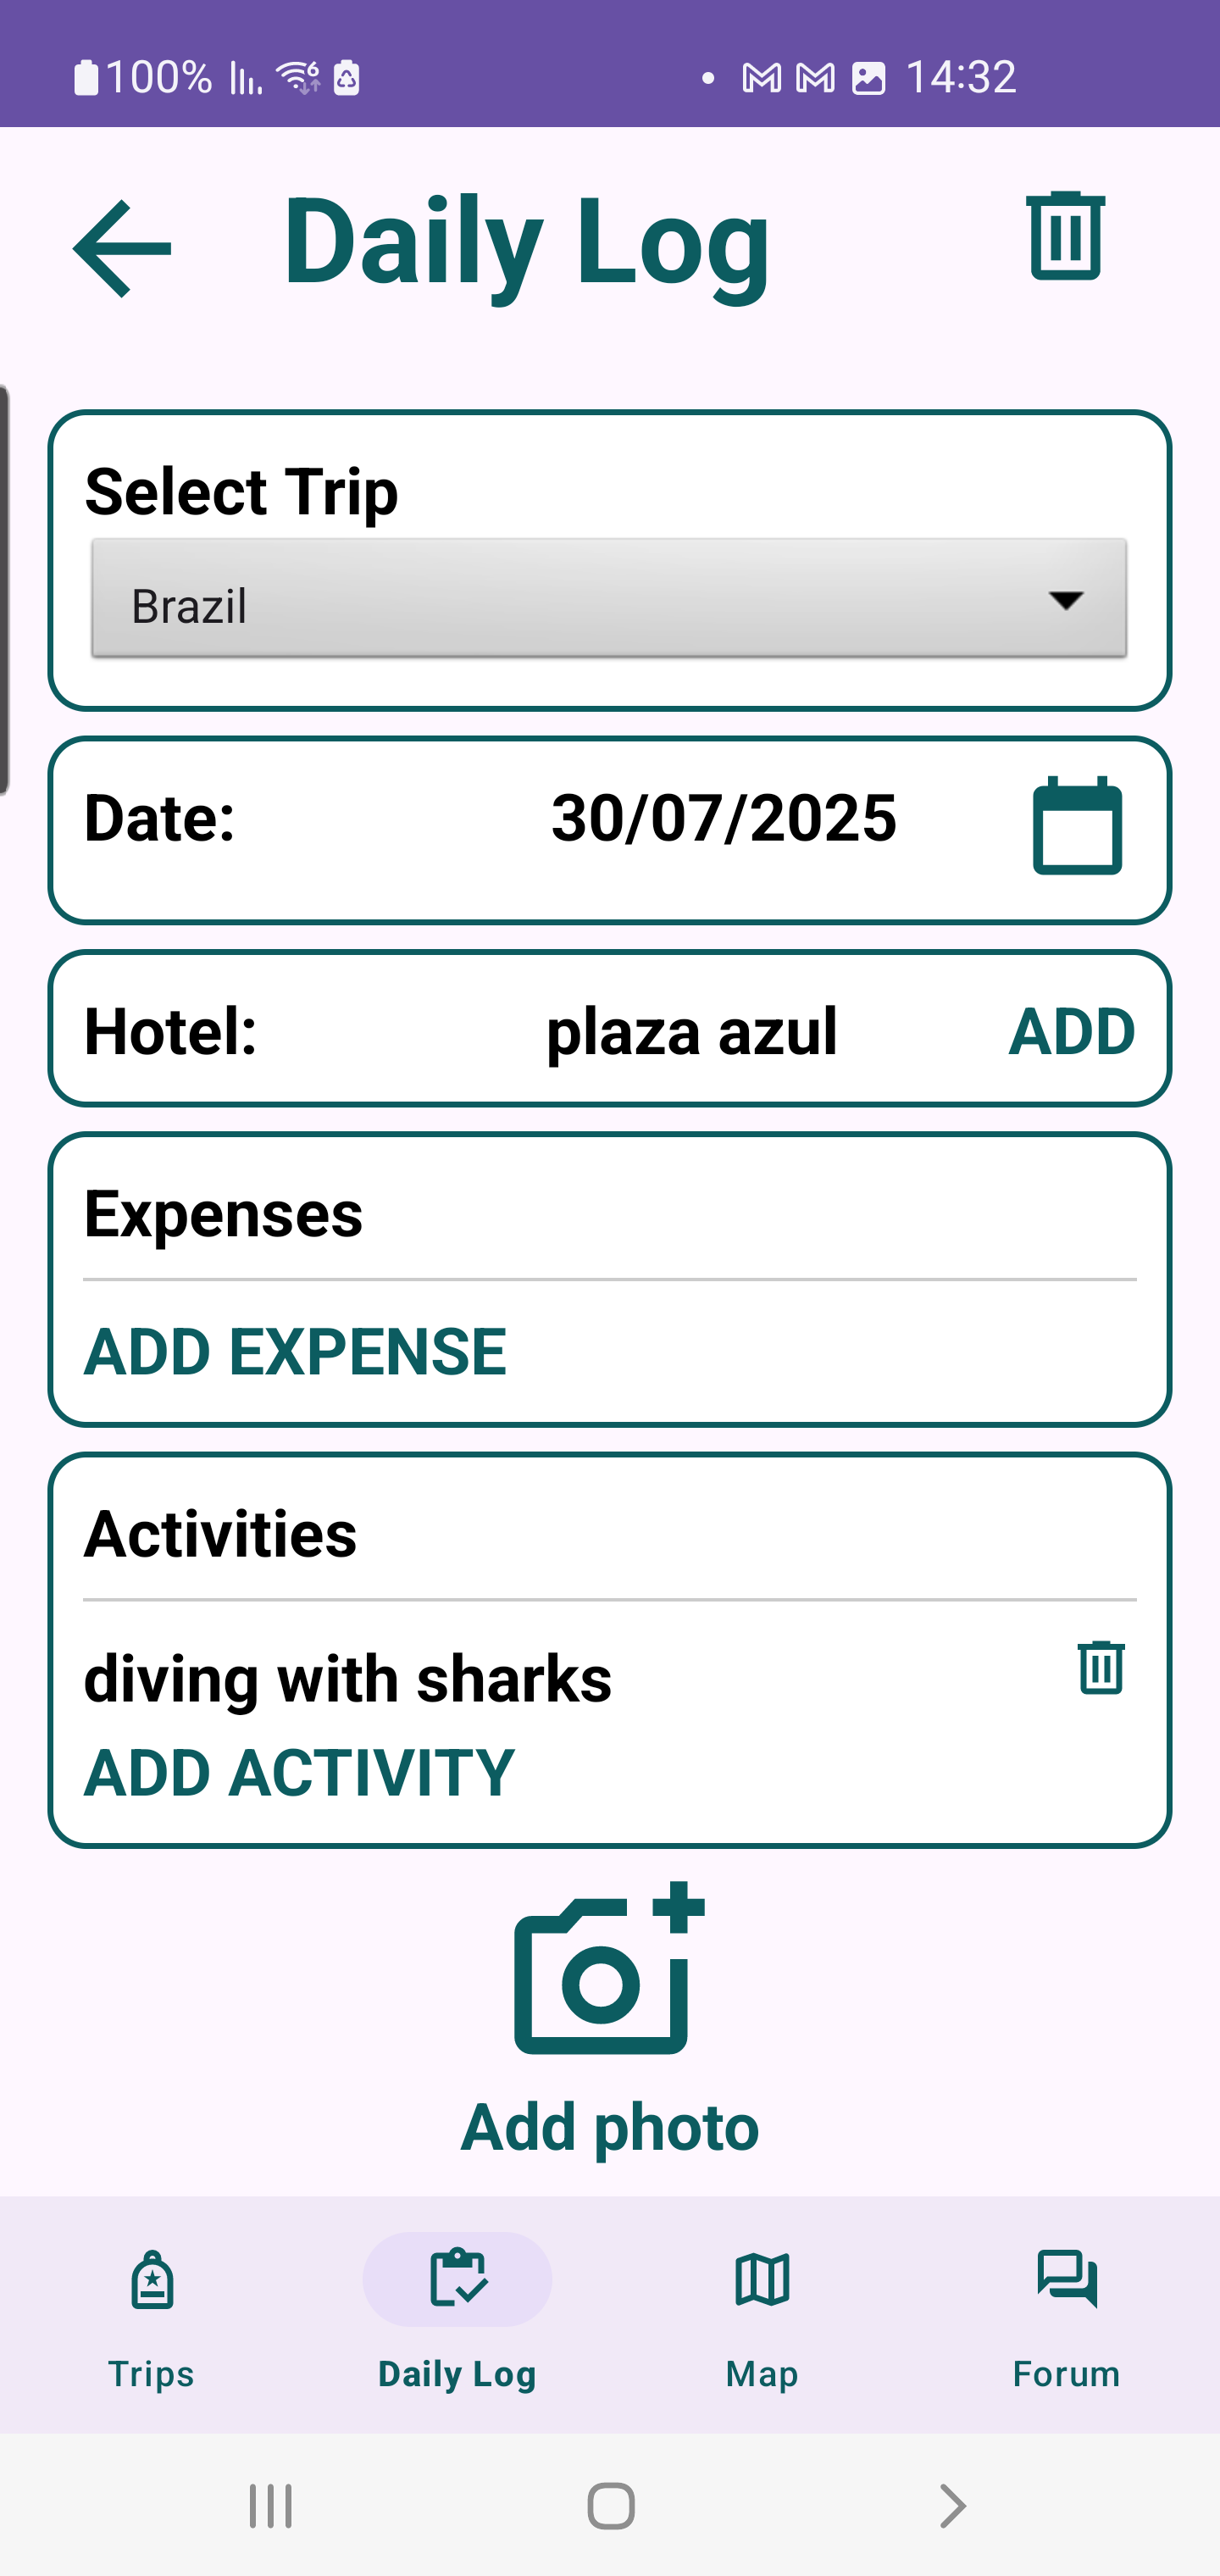 100% 14:32
Daily Log
Select Trip
Brazil
Date: 30/07/2025
Hotel: plaza azul ADD
Expenses
ADD EXPENSE
Activities
diving with sharks
ADD ACTIVITY
Add photo
Trips Daily Log Map Forum